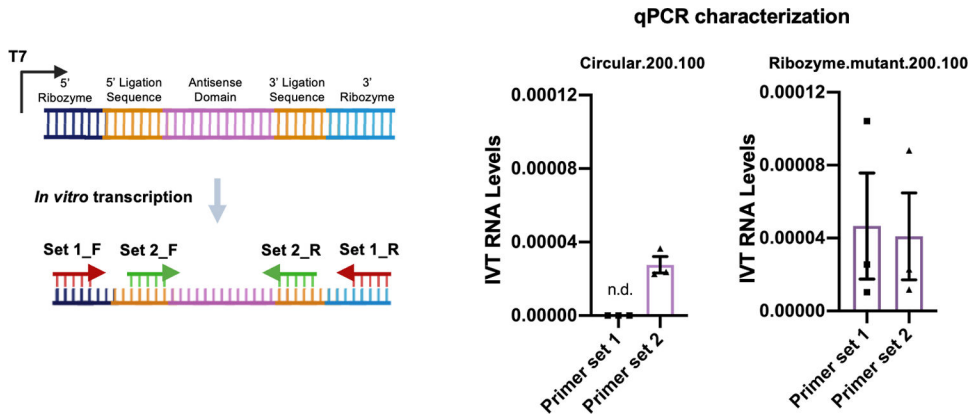 qPCR characterization
T7
5’
Ribozyme
5’ Ligation
Sequence
Antisense
Domain
3’ Ligation
Sequence
3’
Ribozyme
In vitro transcription
Set 1_F
Set 2_F
Set 2_R
Set 1_R
Circular.200.100
IVT RNA Levels
0.00012
0.00008
0.00004
0.00000
n.d.
Primer set 1
Primer set 2
Ribozyme.mutant.200.100
IVT RNA Levels
0.00012
0.00008
0.00004
0.00000
Primer set 1
Primer set 2